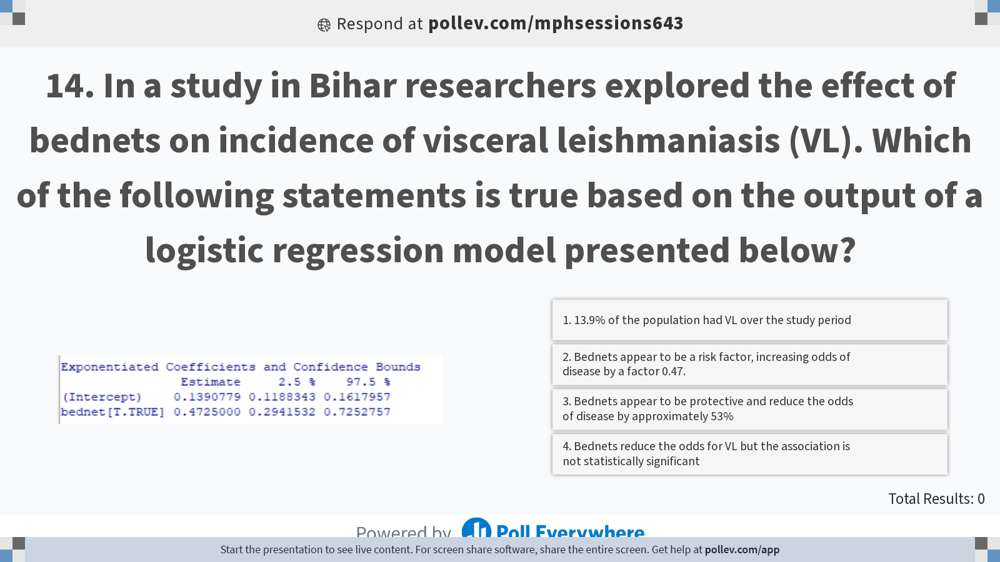 Respond at pollev.com/mphsessions643
14. In a study in Bihar researchers explored the effect of
bednets on incidence of visceral leishmaniasis (VL). Which
of the following statements is true based on the output of a
logistic regression model presented below?
Exponentiated Coefficients and Confidence Bounds
Estimate 2.5 % 97.5 %
(Intercept) 0.1390779 0.1188343 0.1617957
bednet[T.TRUE] 0.4725000 0.2941532 0.7252757
1. 13.9% of the population had VL over the study period
2. Bednets appear to be a risk factor, increasing odds of
disease by a factor 0.47.
3. Bednets appear to be protective and reduce the odds
of disease by approximately 53%
4. Bednets reduce the odds for VL but the association is
not statistically significant
Total Results: 0
Powered by Poll Everywhere
Start the presentation to see live content. For screen share software, share the entire screen. Get help at pollev.com/app